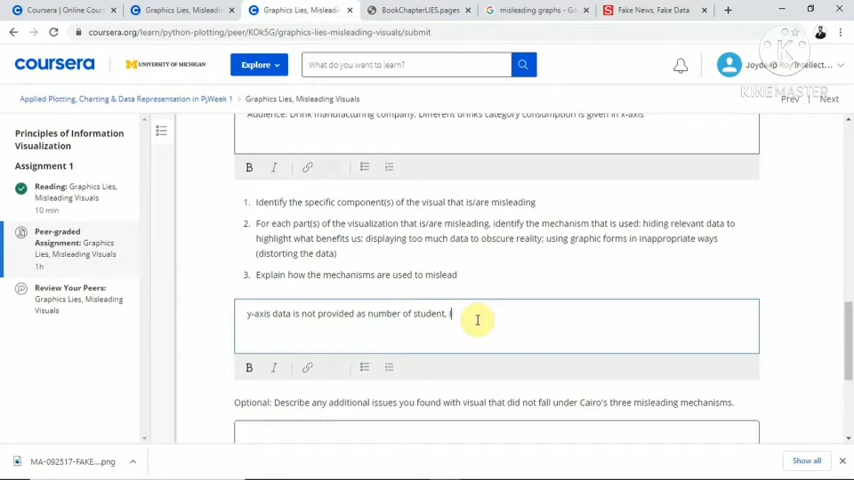 Coursera | Online Cour
Graphics Lies, Misleadin
Graphics Lies, Misleadin
BookChapterLIES.pages
misleading graphs - Go
Fake News, Fake Data
coursera.org/learn/python-plotting/peer/KOk5G/graphics-lies-misleading-visuals/submit
coursera
UNIVERSITY OF MICHIGAN
Explore
What do you want to learn?
Joydeep Roy Intellect...
KINEMASTER
Applied Plotting, Charting & Data Representation in Py
Week 1
Graphics Lies, Misleading Visuals
Prev
Next
Principles of Information
Visualization
Assignment 1
Reading: Graphics Lies,
Misleading Visuals
10 min
Peer-graded
Assignment: Graphics
Lies, Misleading Visuals
1h
Review Your Peers:
Graphics Lies, Misleading
Visuals
Audience: Drink manufacturing company, Different drinks category consumption is given in x-axis
B I
1. Identify the specific component(s) of the visual that is/are misleading
2. For each part(s) of the visualization that is/are misleading, identify the mechanism that is used: hiding relevant data to
highlight what benefits us; displaying too much data to obscure reality; using graphic forms in inappropriate ways
(distorting the data)
3. Explain how the mechanisms are used to mislead
y-axis data is not provided as number of student, i
B I
Optional: Describe any additional issues you found with visual that did not fall under Cairo's three misleading mechanisms.
MA-092517-FAKE....png
Show all